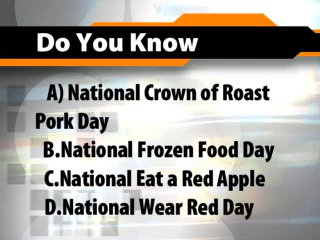 Do You Know
A) National Crown of Roast
Pork Day
B.National Frozen Food Day
C.National Eat a Red Apple
D.National Wear Red Day